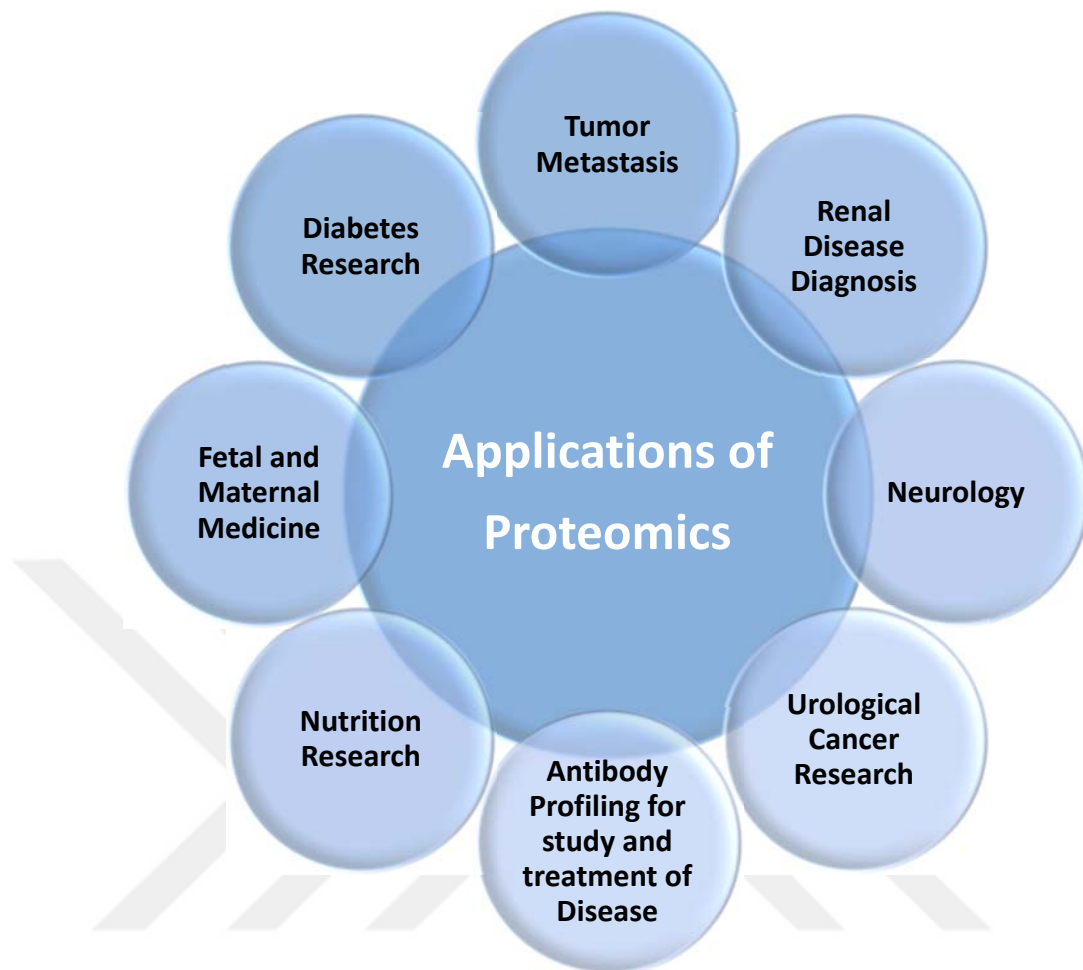 Tumor
Metastasis
Renal
Disease
Diagnosis
Neurology
Urological
Cancer
Research
Antibody
Profiling for
study and
treatment of
Disease
Nutrition
Research
Fetal and
Maternal
Medicine
Diabetes
Research
Applications of
Proteomics